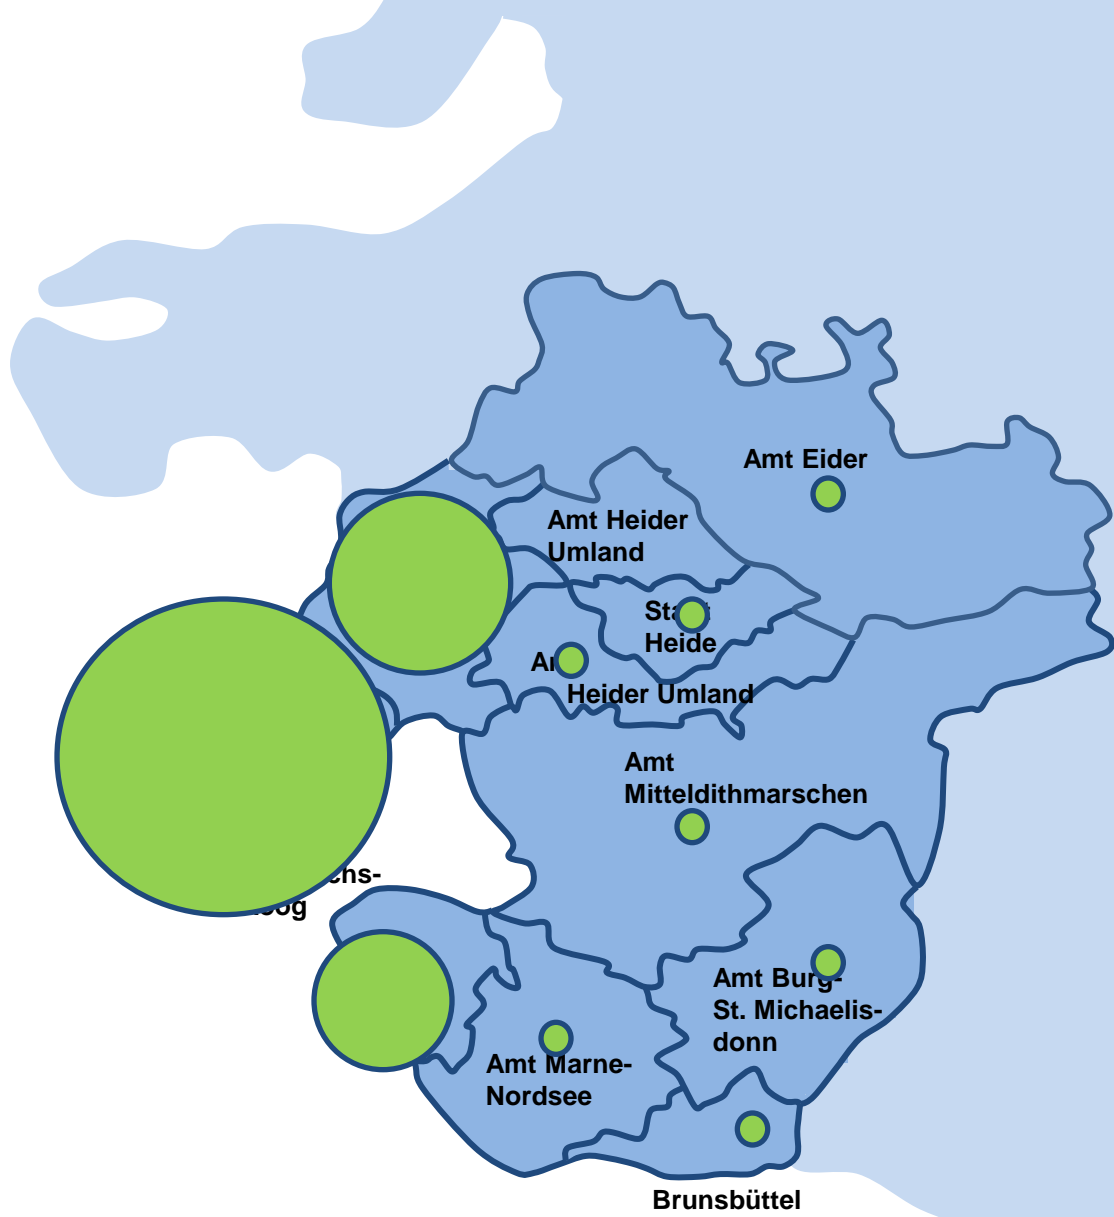 Amt Eider
Amt Heider
Umland
Heide
Heider Umland
Amt
Mitteldithmarschen
Amt Burg-
St. Michaelis-
donn
Amt Marne-
Nordsee
Brunsbüttel